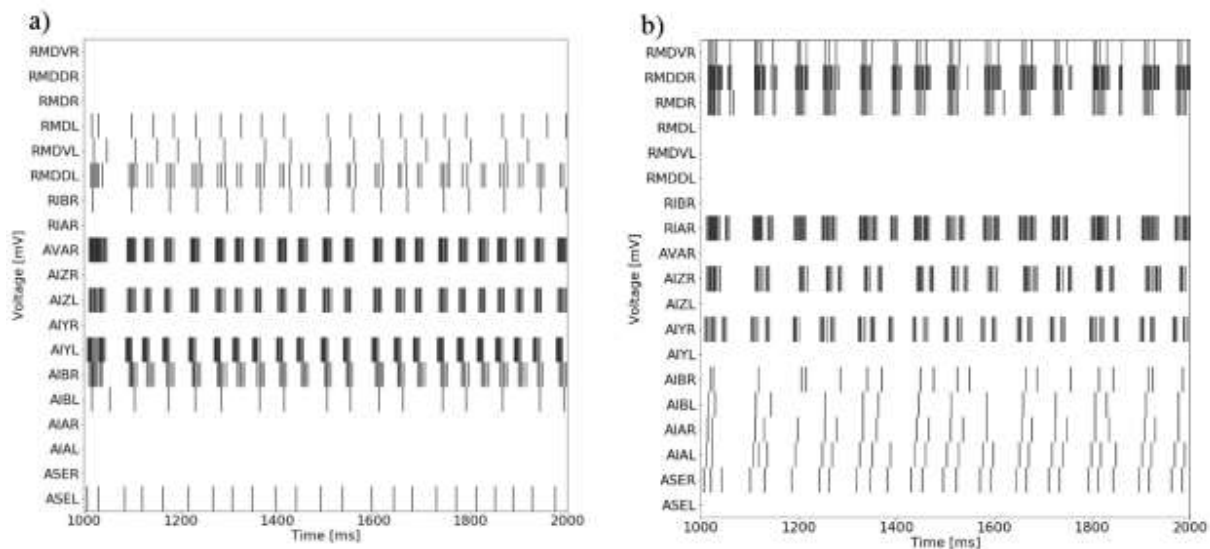 a)
RMDVR
RMDDR
RMDR
RMDL
RMDVL
RMDDL
RIBR
RIAR
AVAR
AIZR
AIZL
AIYR
AIYL
AIBR
AIBL
AIAR
AIAL
ASER
ASEL
Voltage [mV]
1000 1200 1400 1600 1800 2000
Time [ms]
b)
RMDVR
RMDDR
RMDR
RMDL
RMDVL
RMDDL
RIBR
RIAR
AVAR
AIZR
AIZL
AIYR
AIYL
AIBR
AIBL
AIAR
AIAL
ASER
ASEL
Voltage [mV]
1000 1200 1400 1600 1800 2000
Time [ms]